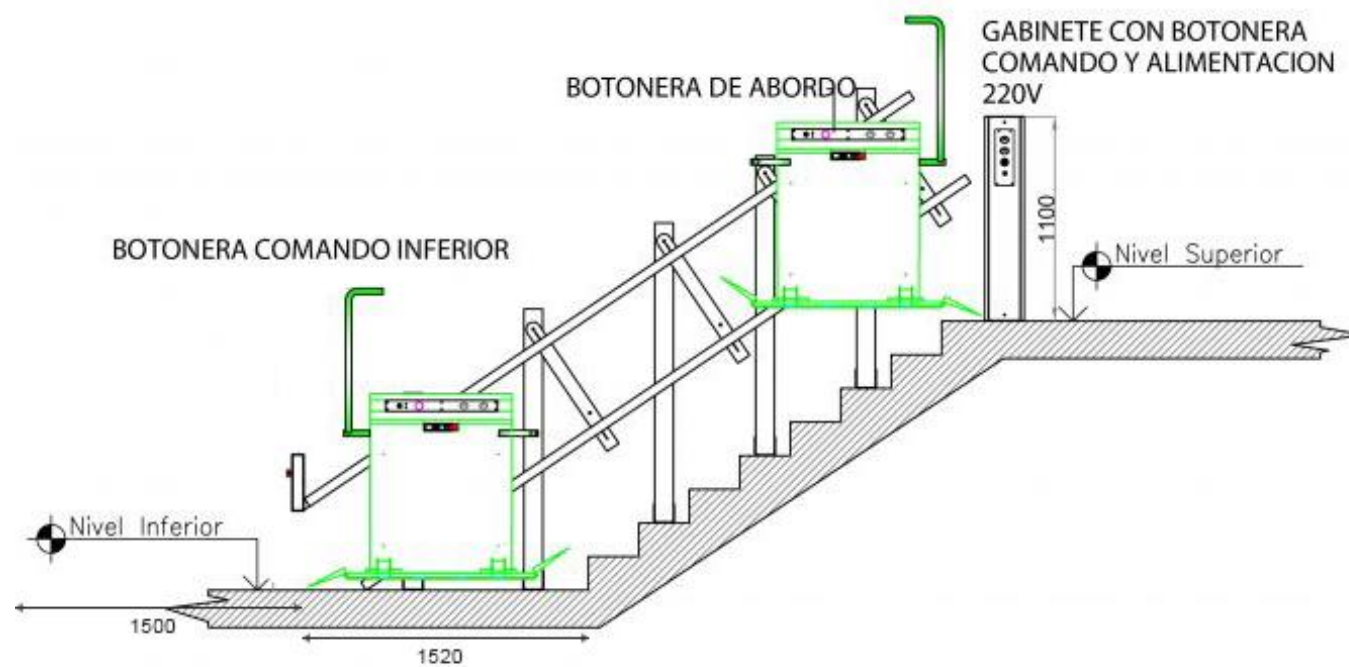 GABINETE CON BOTONERA
COMANDO Y ALIMENTACION
220V
BOTONERA DE ABORDO
1100
BOTONERA COMANDO INFERIOR
Nivel Superior
Nivel Inferior
1500
1520